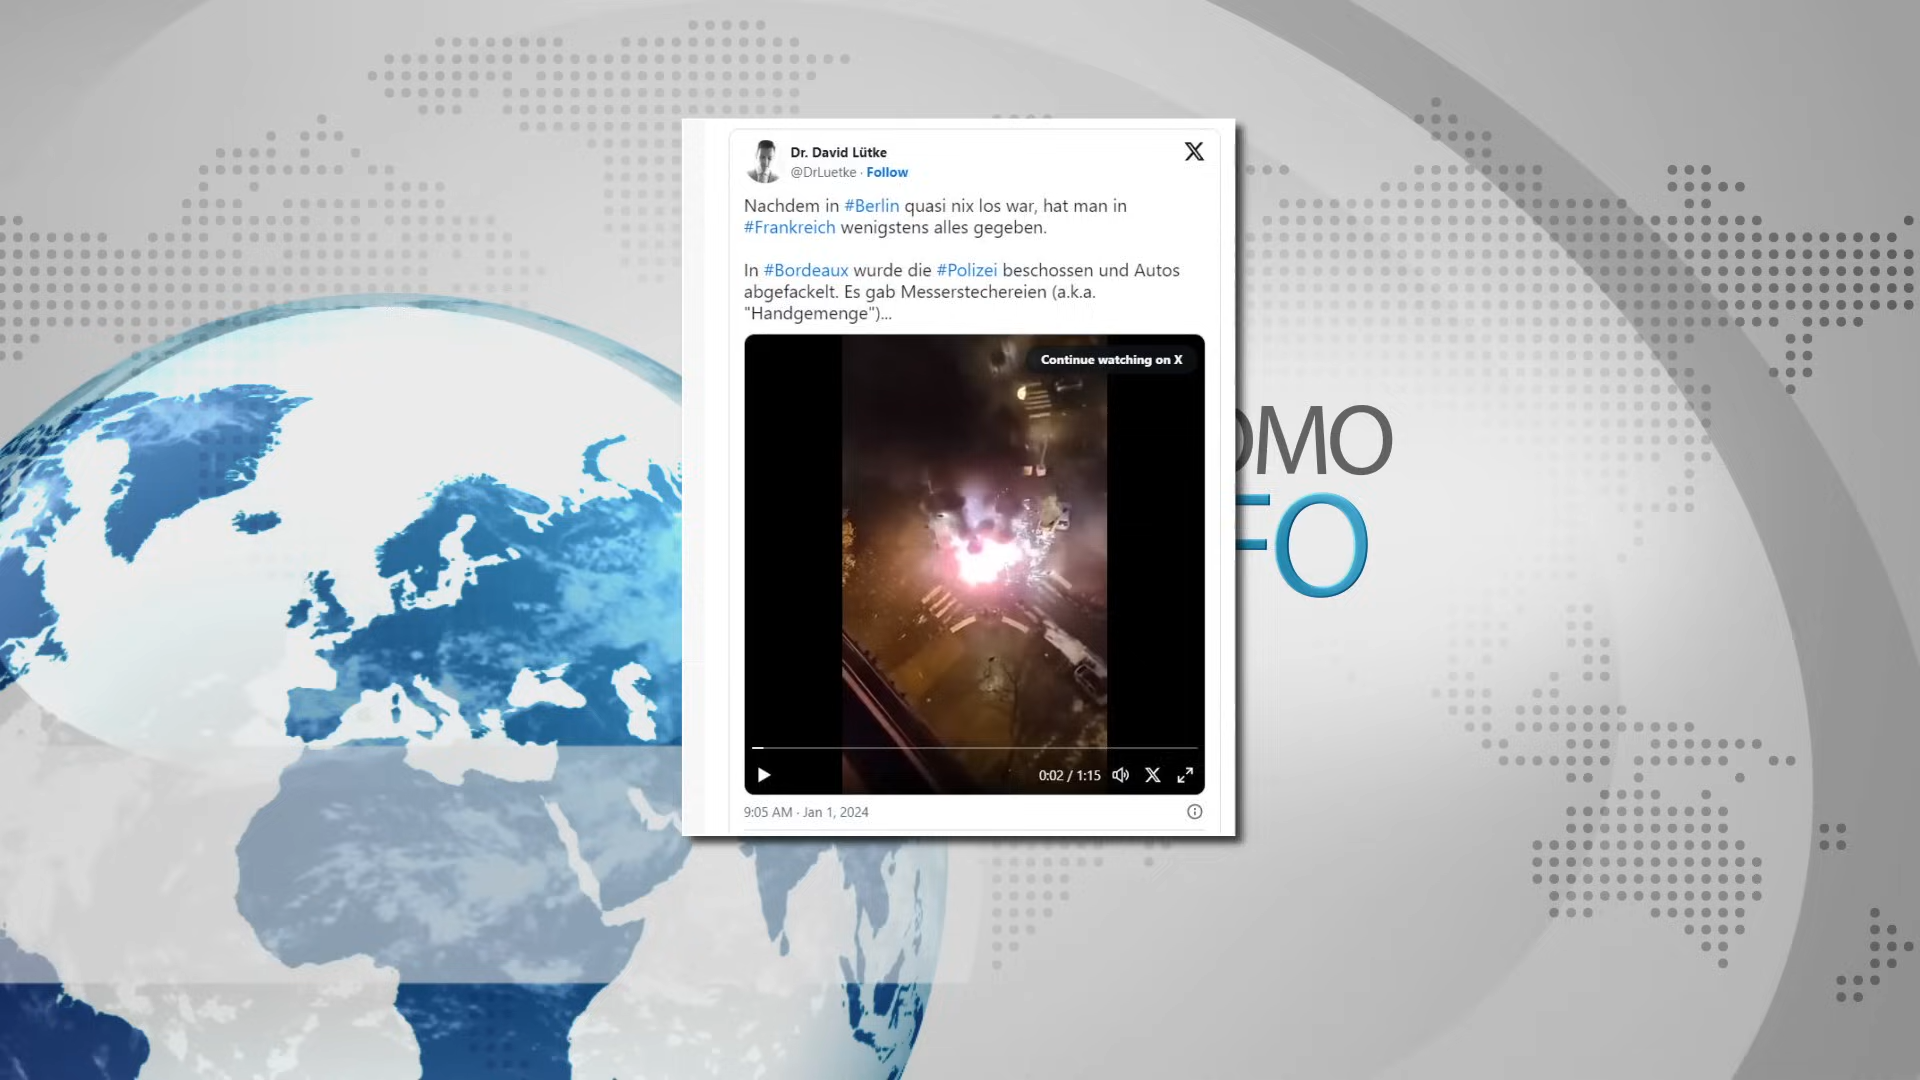 Dr. David Lütke
@DrLuetke · Follow
Nachdem in #Berlin quasi nix los war, hat man in
#Frankreich wenigstens alles gegeben.
In #Bordeaux wurde die #Polizei beschossen und Autos
abgefackelt. Es gab Messerstechereien (a.k.a.
"Handgemenge")...
Continue watching on X
0:02 / 1:15
9:05 AM · Jan 1, 2024
OMO
FO